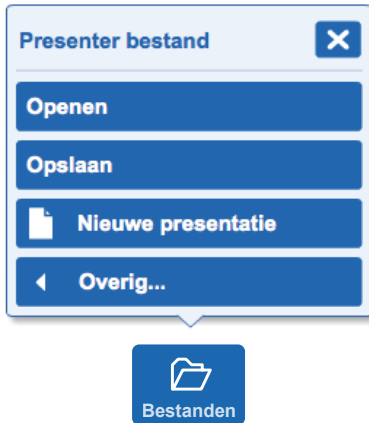 Presenter bestand
Openen
Opslaan
Nieuwe presentatie
Overig...
Bestanden